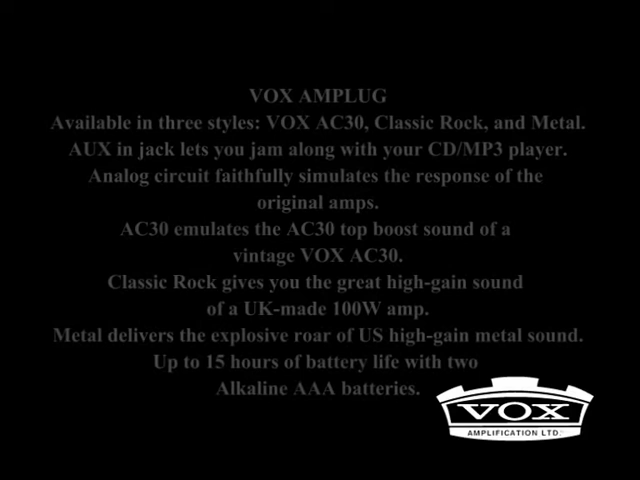 VOX AMPLUG
Available in three styles: VOX AC30, Classic Rock, and Metal.
AUX in jack lets you jam along with your CD/MP3 player.
Analog circuit faithfully simulates the response of the
original amps.
AC30 emulates the AC30 top boost sound of a
vintage VOX AC30.
Classic Rock gives you the great high-gain sound
of a UK-made 100W amp.
Metal delivers the explosive roar of US high-gain metal sound.
Up to 15 hours of battery life with two
Alkaline AAA batteries.
VOX
AMPLIFICATION LTD.